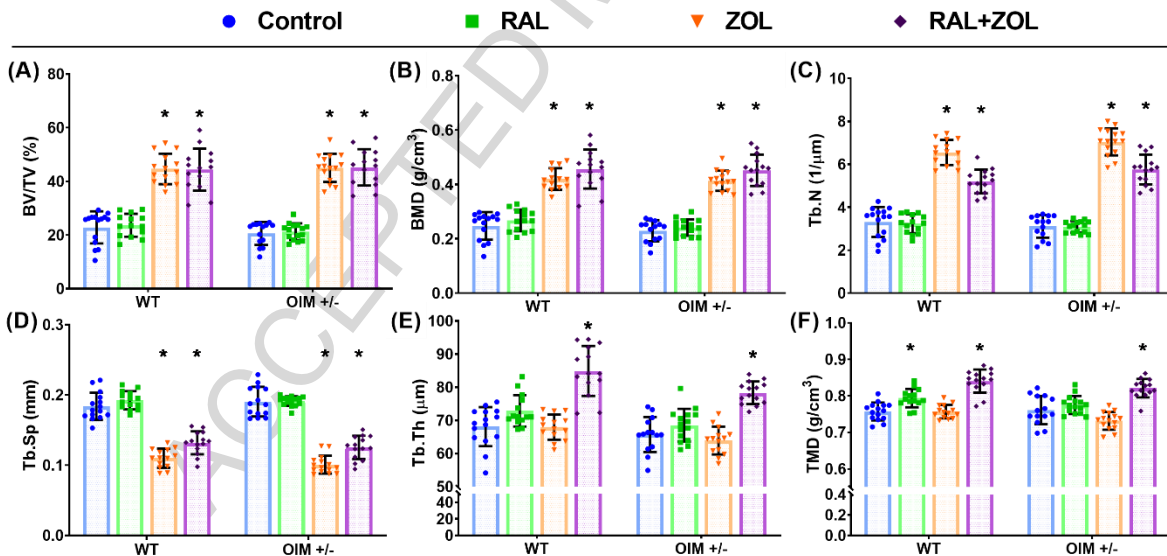 Control RAL ZOL RAL+ZOL
(A)
BV/TV (%)
80
60
40
20
0
* * * *
WT OIM +/-
(B)
BMD (g/cm³)
0.8
0.6
0.4
0.2
0.0
* * * *
WT OIM +/-
(C)
Tb.N (1/μm)
10
8
6
4
2
0
* * * *
WT OIM +/-
(D)
Tb.Sp (mm)
0.3
0.2
0.1
0.0
* * * *
WT OIM +/-
(E)
Tb.Th (μm)
100
90
80
70
60
50
40
20
0
* *
WT OIM +/-
(F)
TMD (g/cm³)
1.0
0.9
0.8
0.7
0.6
0.4
0.2
0.0
* * *
WT OIM +/-